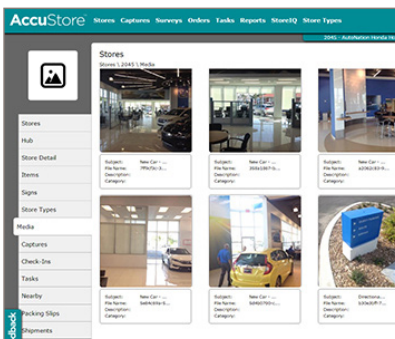 AccuStore Stores Captures Surveys Orders Tasks Reports StoreIQ Store Types
2045 - AutoNation Honda
Stores
Stores \ 2045 \ Media
Stores
Hub
Store Detail
Items
Signs
Store Types
Media
Captures
Check-Ins
Tasks
Nearby
Packing Slips
Shipments
dback
Subject: New Car - ...
File Name:
Description:
Category:
Subject: New Car - ...
File Name:
Description:
Category:
Subject: New Car - ...
File Name:
Description:
Category:
Subject: New Car - ...
File Name:
Description:
Category:
Subject: New Car - ...
File Name:
Description:
Category:
Subject: Directiona...
File Name:
Description:
Category: